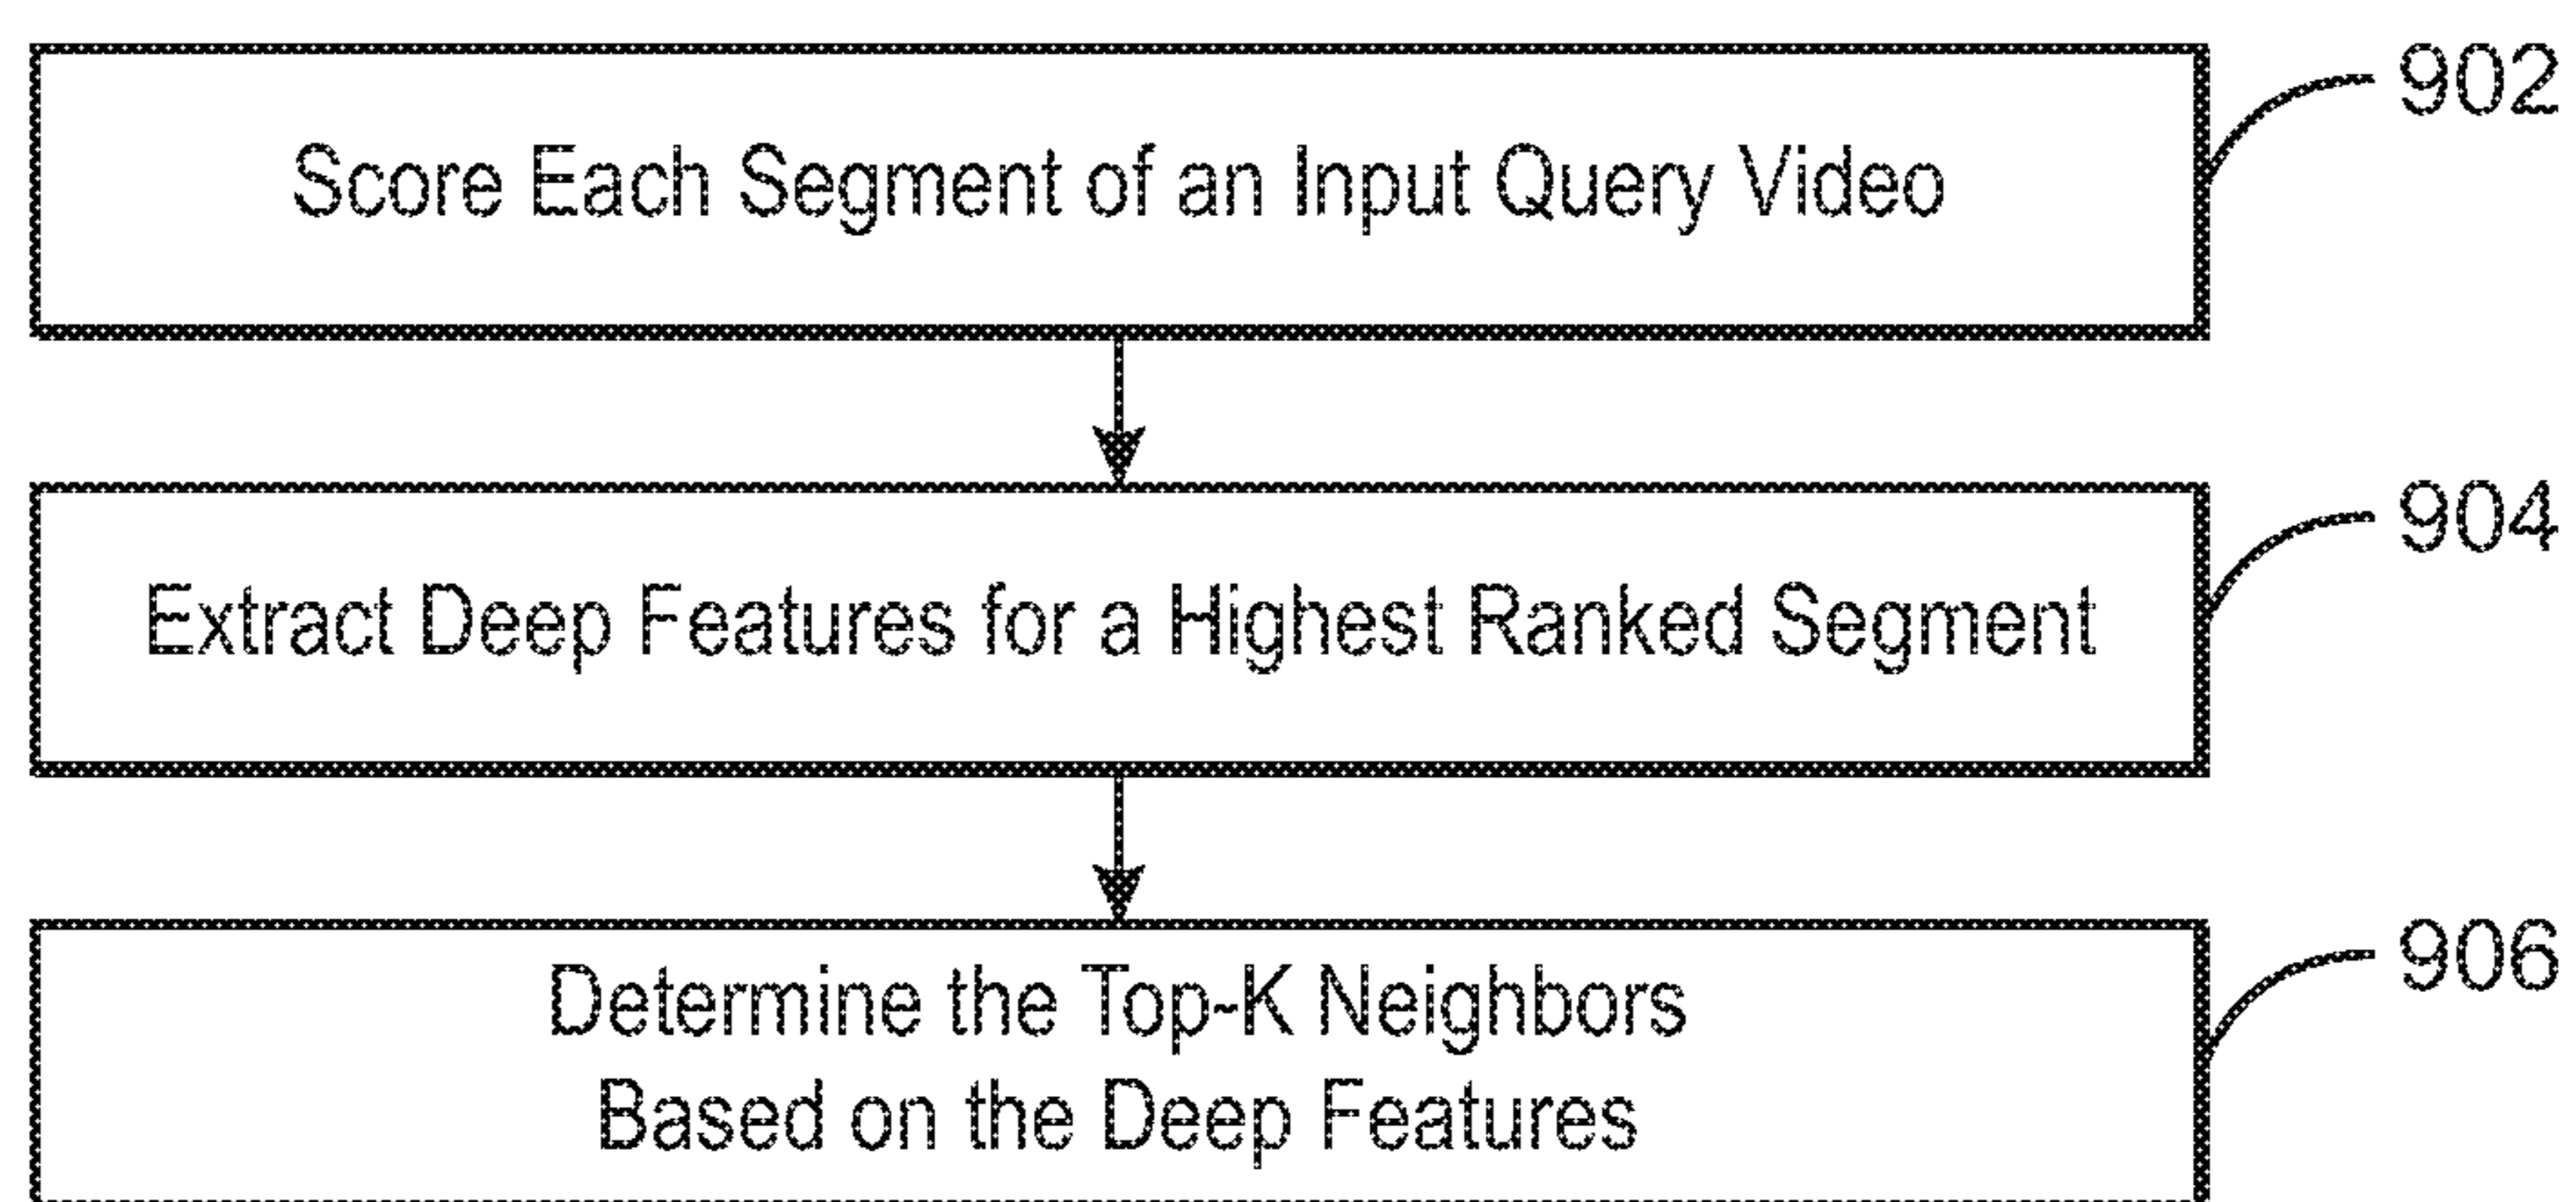 Score Each Segment of an Input Query Video
902
Extract Deep Features for a Highest Ranked Segment
904
Determine the Top-K Neighbors
Based on the Deep Features
906